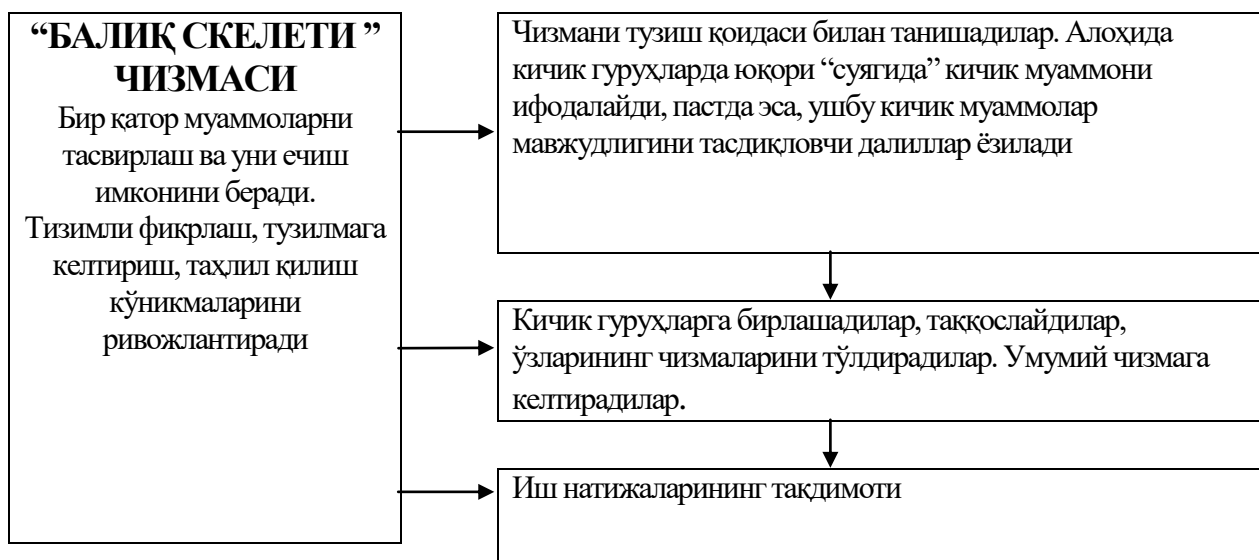 “БАЛИҚ СКЕЛЕТИ ”
ЧИЗМАСИ
Бир қатор муаммоларни
тасвирлаш ва уни ечиш
имконини беради.
Тизимли фикрлаш, тузилмага
келтириш, таҳлил қилиш
кўникмаларини
ривожлантиради
Чизмани тузиш қоидаси билан танишадилар. Алоҳида
кичик гуруҳларда юқори “суягида” кичик муаммони
ифодалайди, пастда эса, ушбу кичик муаммолар
мавжудлигини тасдиқловчи далиллар ёзилади
Кичик гуруҳларга бирлашадилар, таққослайдилар,
ўзларининг чизмаларини тўлдирадилар. Умумий чизмага
келтирадилар.
Иш натижаларининг тақдимоти